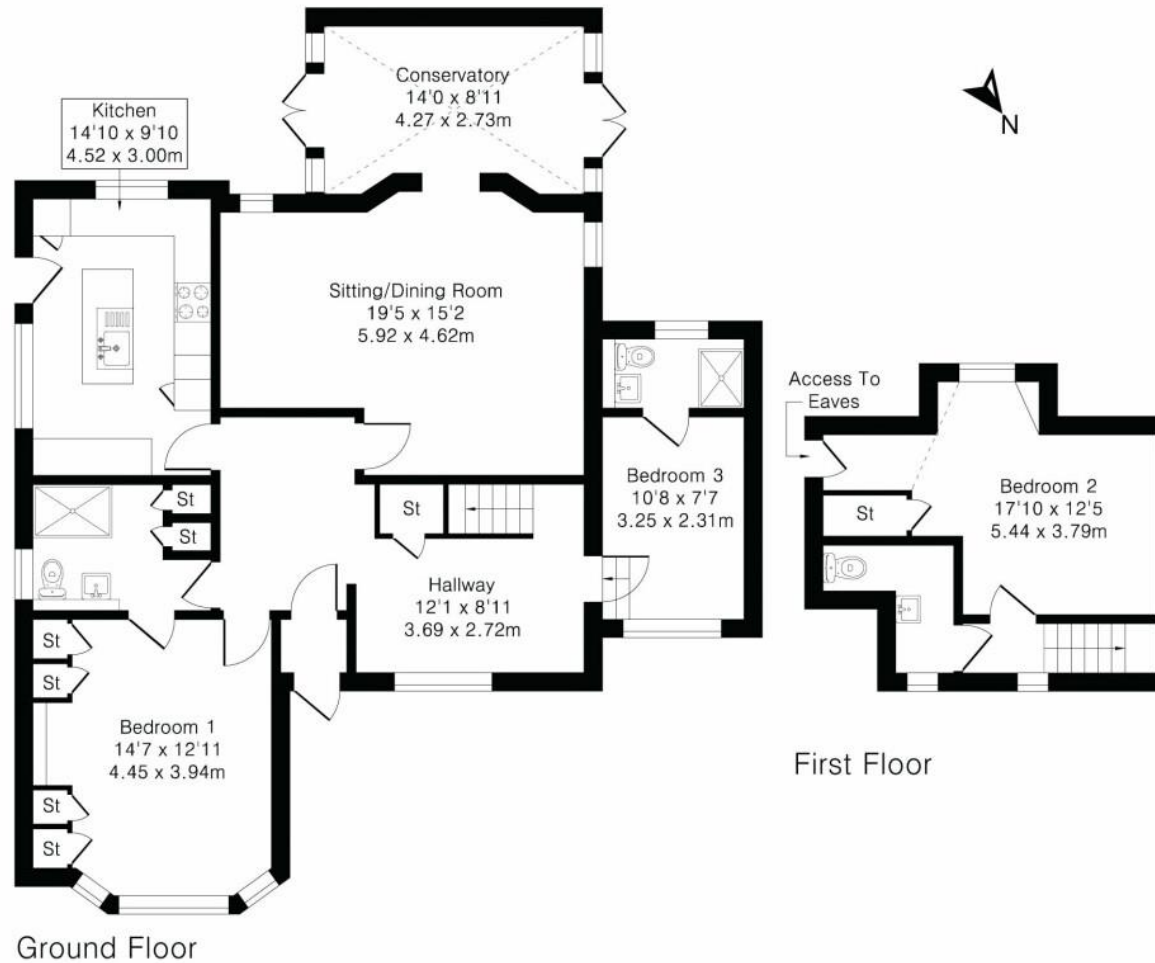 Conservatory
14'0 x 8'11
4.27 x 2.73m
N
Kitchen
14'10 x 9'10
4.52 x 3.00m
Sitting/Dining Room
19'5 x 15'2
5.92 x 4.62m
Access To
Eaves
Bedroom 3
10'8 x 7'7
3.25 x 2.31m
Bedroom 2
17'10 x 12'5
5.44 x 3.79m
St
St
St
St
Hallway
12'1 x 8'11
3.69 x 2.72m
St
St
Bedroom 1
14'7 x 12'11
4.45 x 3.94m
St
St
First Floor
Ground Floor